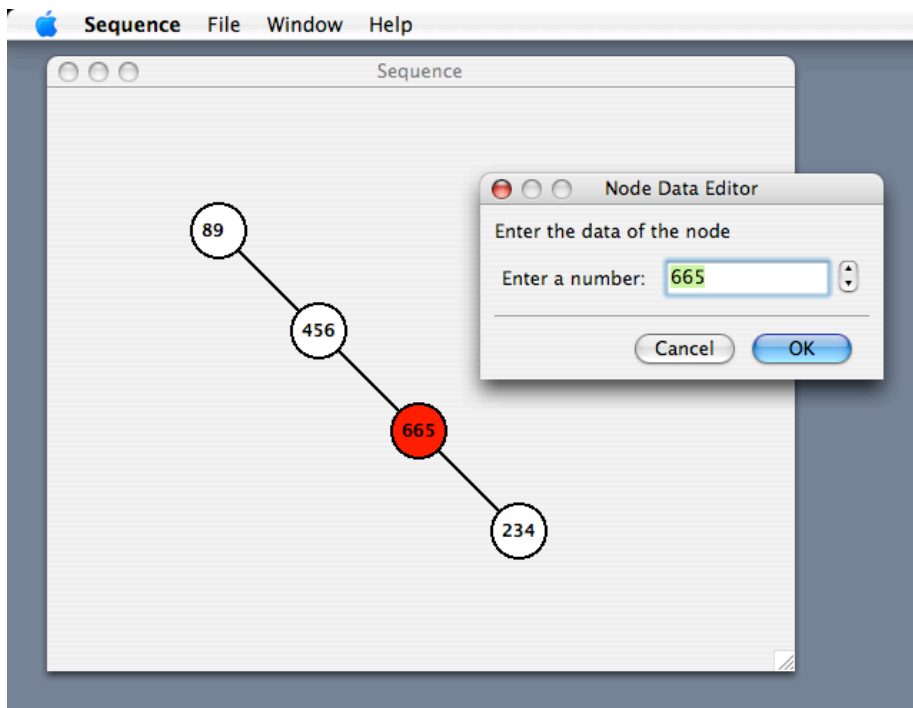 Sequence File Window Help
Sequence
Node Data Editor
Enter the data of the node
Enter a number: 665
Cancel OK
89
456
665
234